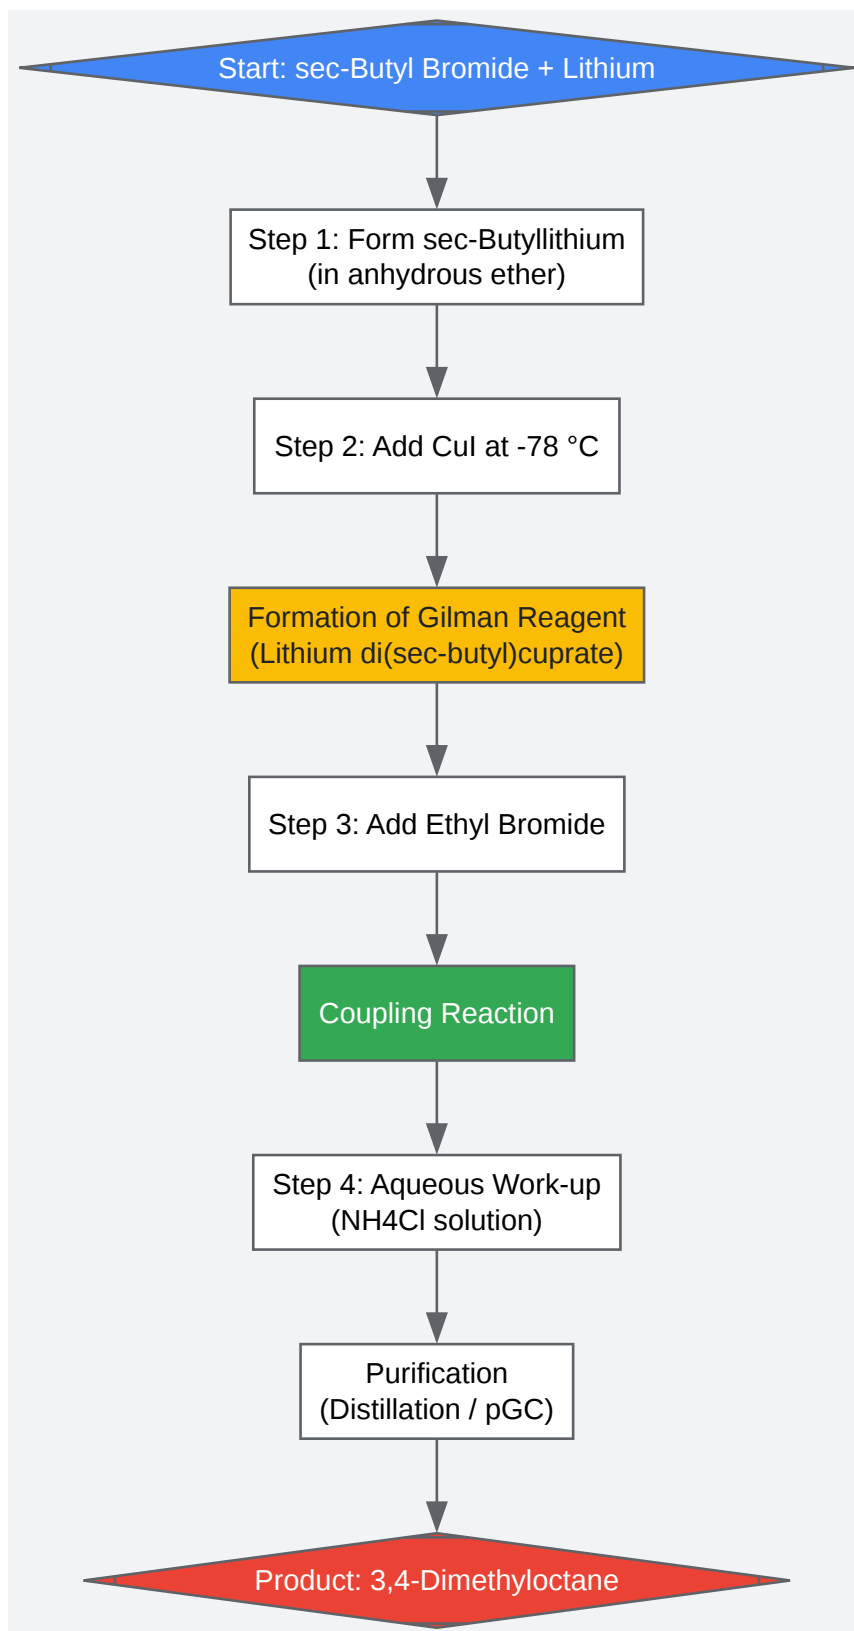 Start: sec-Butyl Bromide + Lithium
Step 1: Form sec-Butyllithium
(in anhydrous ether)
Step 2: Add CuI at -78 °C
Formation of Gilman Reagent
(Lithium di(sec-butyl)cuprate)
Step 3: Add Ethyl Bromide
Coupling Reaction
Step 4: Aqueous Work-up
(NH4Cl solution)
Purification
(Distillation / pGC)
Product: 3,4-Dimethyloctane